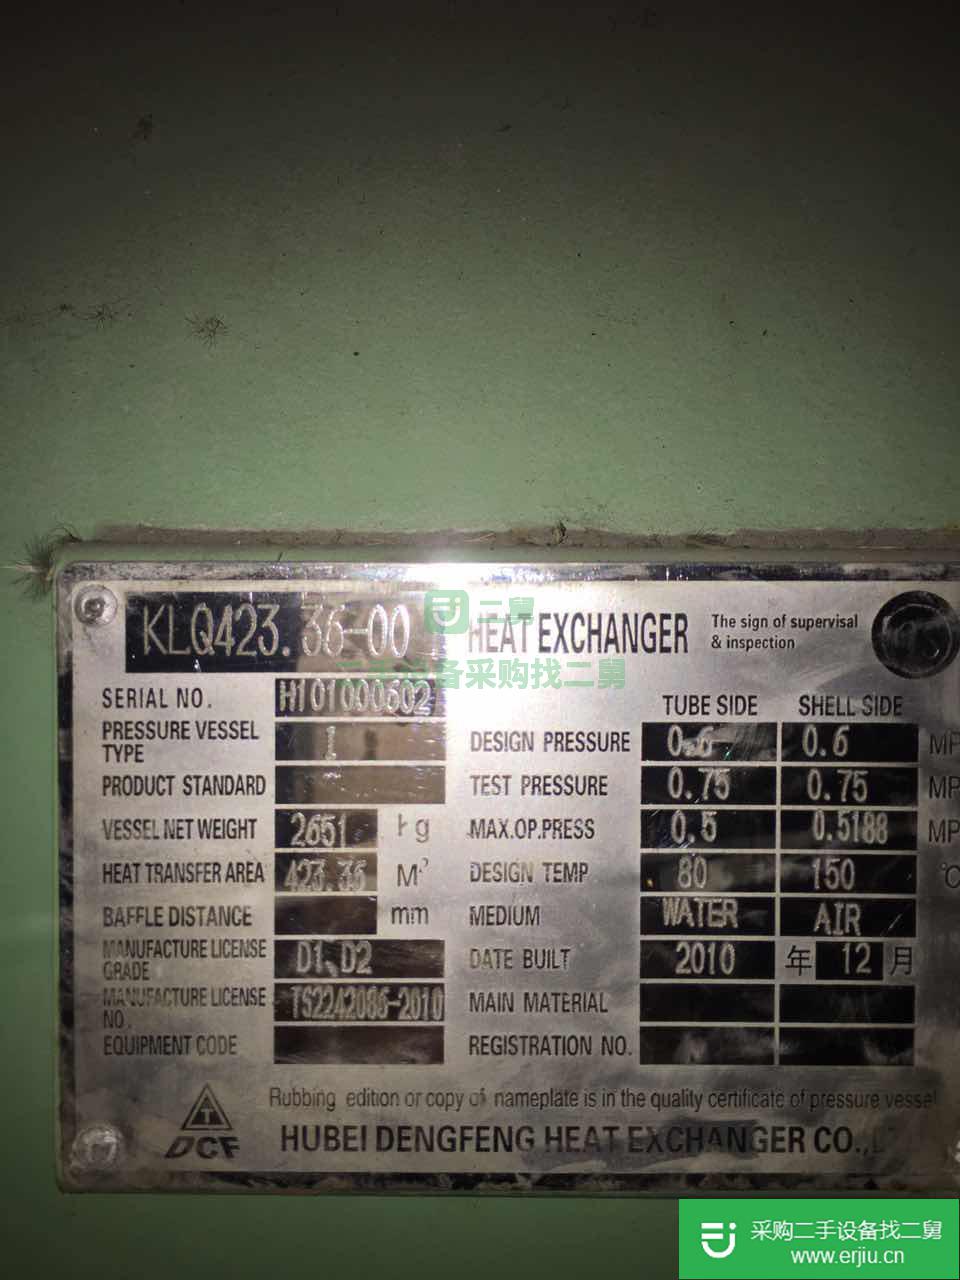 KLQ423.36-00 HEAT EXCHANGER
The sign of supervisal
& inspection
二舅
二手设备采购找二舅
SERIAL NO. H101000602
TUBE SIDE SHELL SIDE
PRESSURE VESSEL TYPE 1
DESIGN PRESSURE 0.6 0.6 MP
PRODUCT STANDARD
TEST PRESSURE 0.75 0.75 MP
VESSEL NET WEIGHT 2651 kg
MAX.OP.PRESS 0.5 0.5188 MP
HEAT TRANSFER AREA 423.36 M²
DESIGN TEMP 80 150 °C
BAFFLE DISTANCE mm
MEDIUM WATER AIR
MANUFACTURE LICENSE GRADE D1、D2
DATE BUILT 2010 年 12 月
MANUFACTURE LICENSE NO. TS2242086-2010
MAIN MATERIAL
EQUIPMENT CODE
REGISTRATION NO.
Rubbing edition or copy of nameplate is in the quality certificate of pressure vessel
DCF
HUBEI DENGFENG HEAT EXCHANGER CO.,
采购二手设备找二舅
www.erjiu.cn